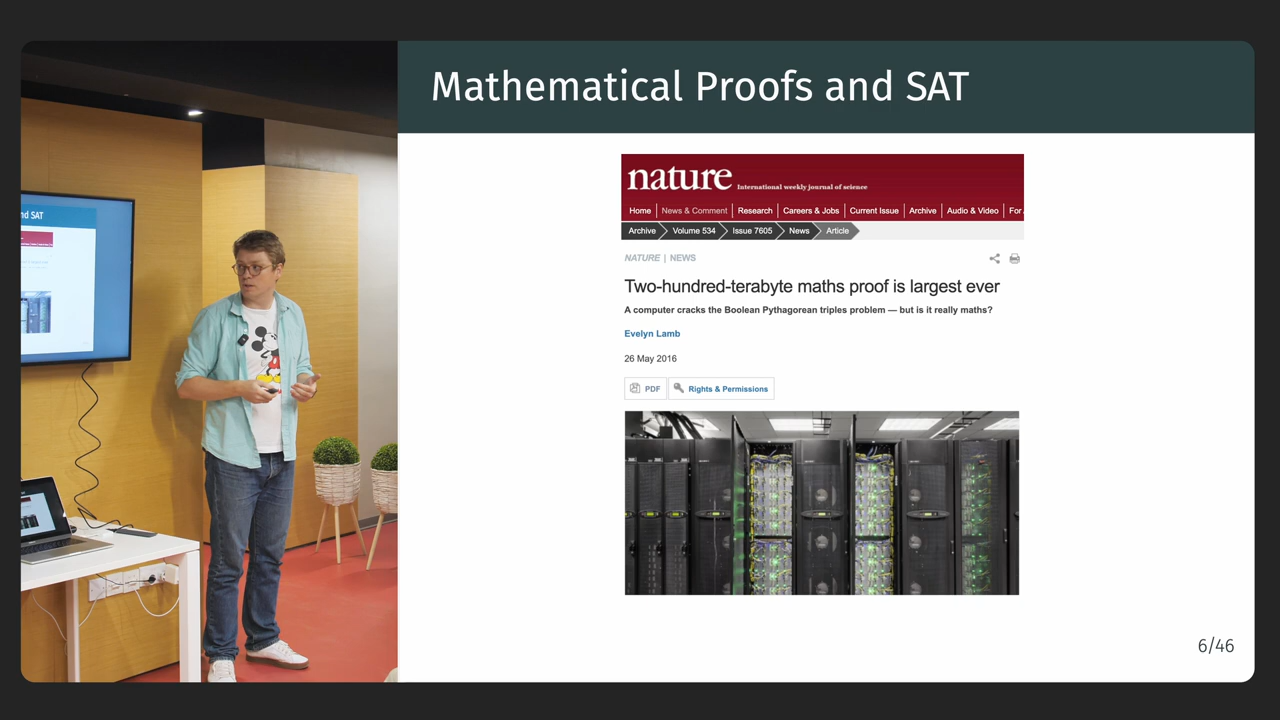 Mathematical Proofs and SAT
nd SAT
nature International weekly journal of science
Home News & Comment Research Careers & Jobs Current Issue Archive Audio & Video For
Archive Volume 534 Issue 7605 News Article
NATURE | NEWS
Two-hundred-terabyte maths proof is largest ever
A computer cracks the Boolean Pythagorean triples problem — but is it really maths?
Evelyn Lamb
26 May 2016
PDF Rights & Permissions
6/46